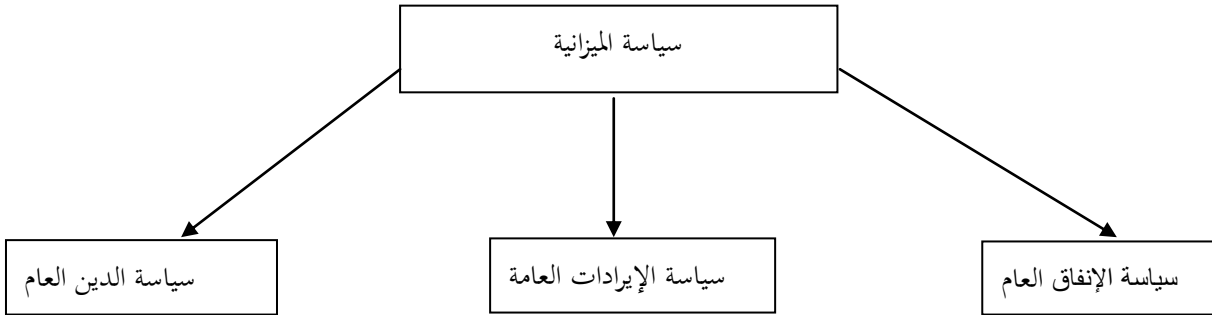 سياسة الميزانية
سياسة الإنفاق العام
سياسة الإيرادات العامة
سياسة الدين العام